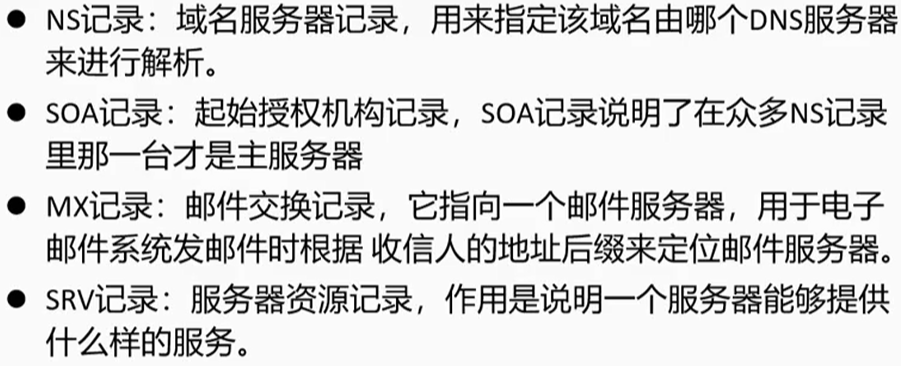 ● NS记录：域名服务器记录，用来指定该域名由哪个DNS服务器
来进行解析。
● SOA记录：起始授权机构记录，SOA记录说明了在众多NS记录
里那一台才是主服务器
● MX记录：邮件交换记录，它指向一个邮件服务器，用于电子
邮件系统发邮件时根据 收信人的地址后缀来定位邮件服务器。
● SRV记录：服务器资源记录，作用是说明一个服务器能够提供
什么样的服务。